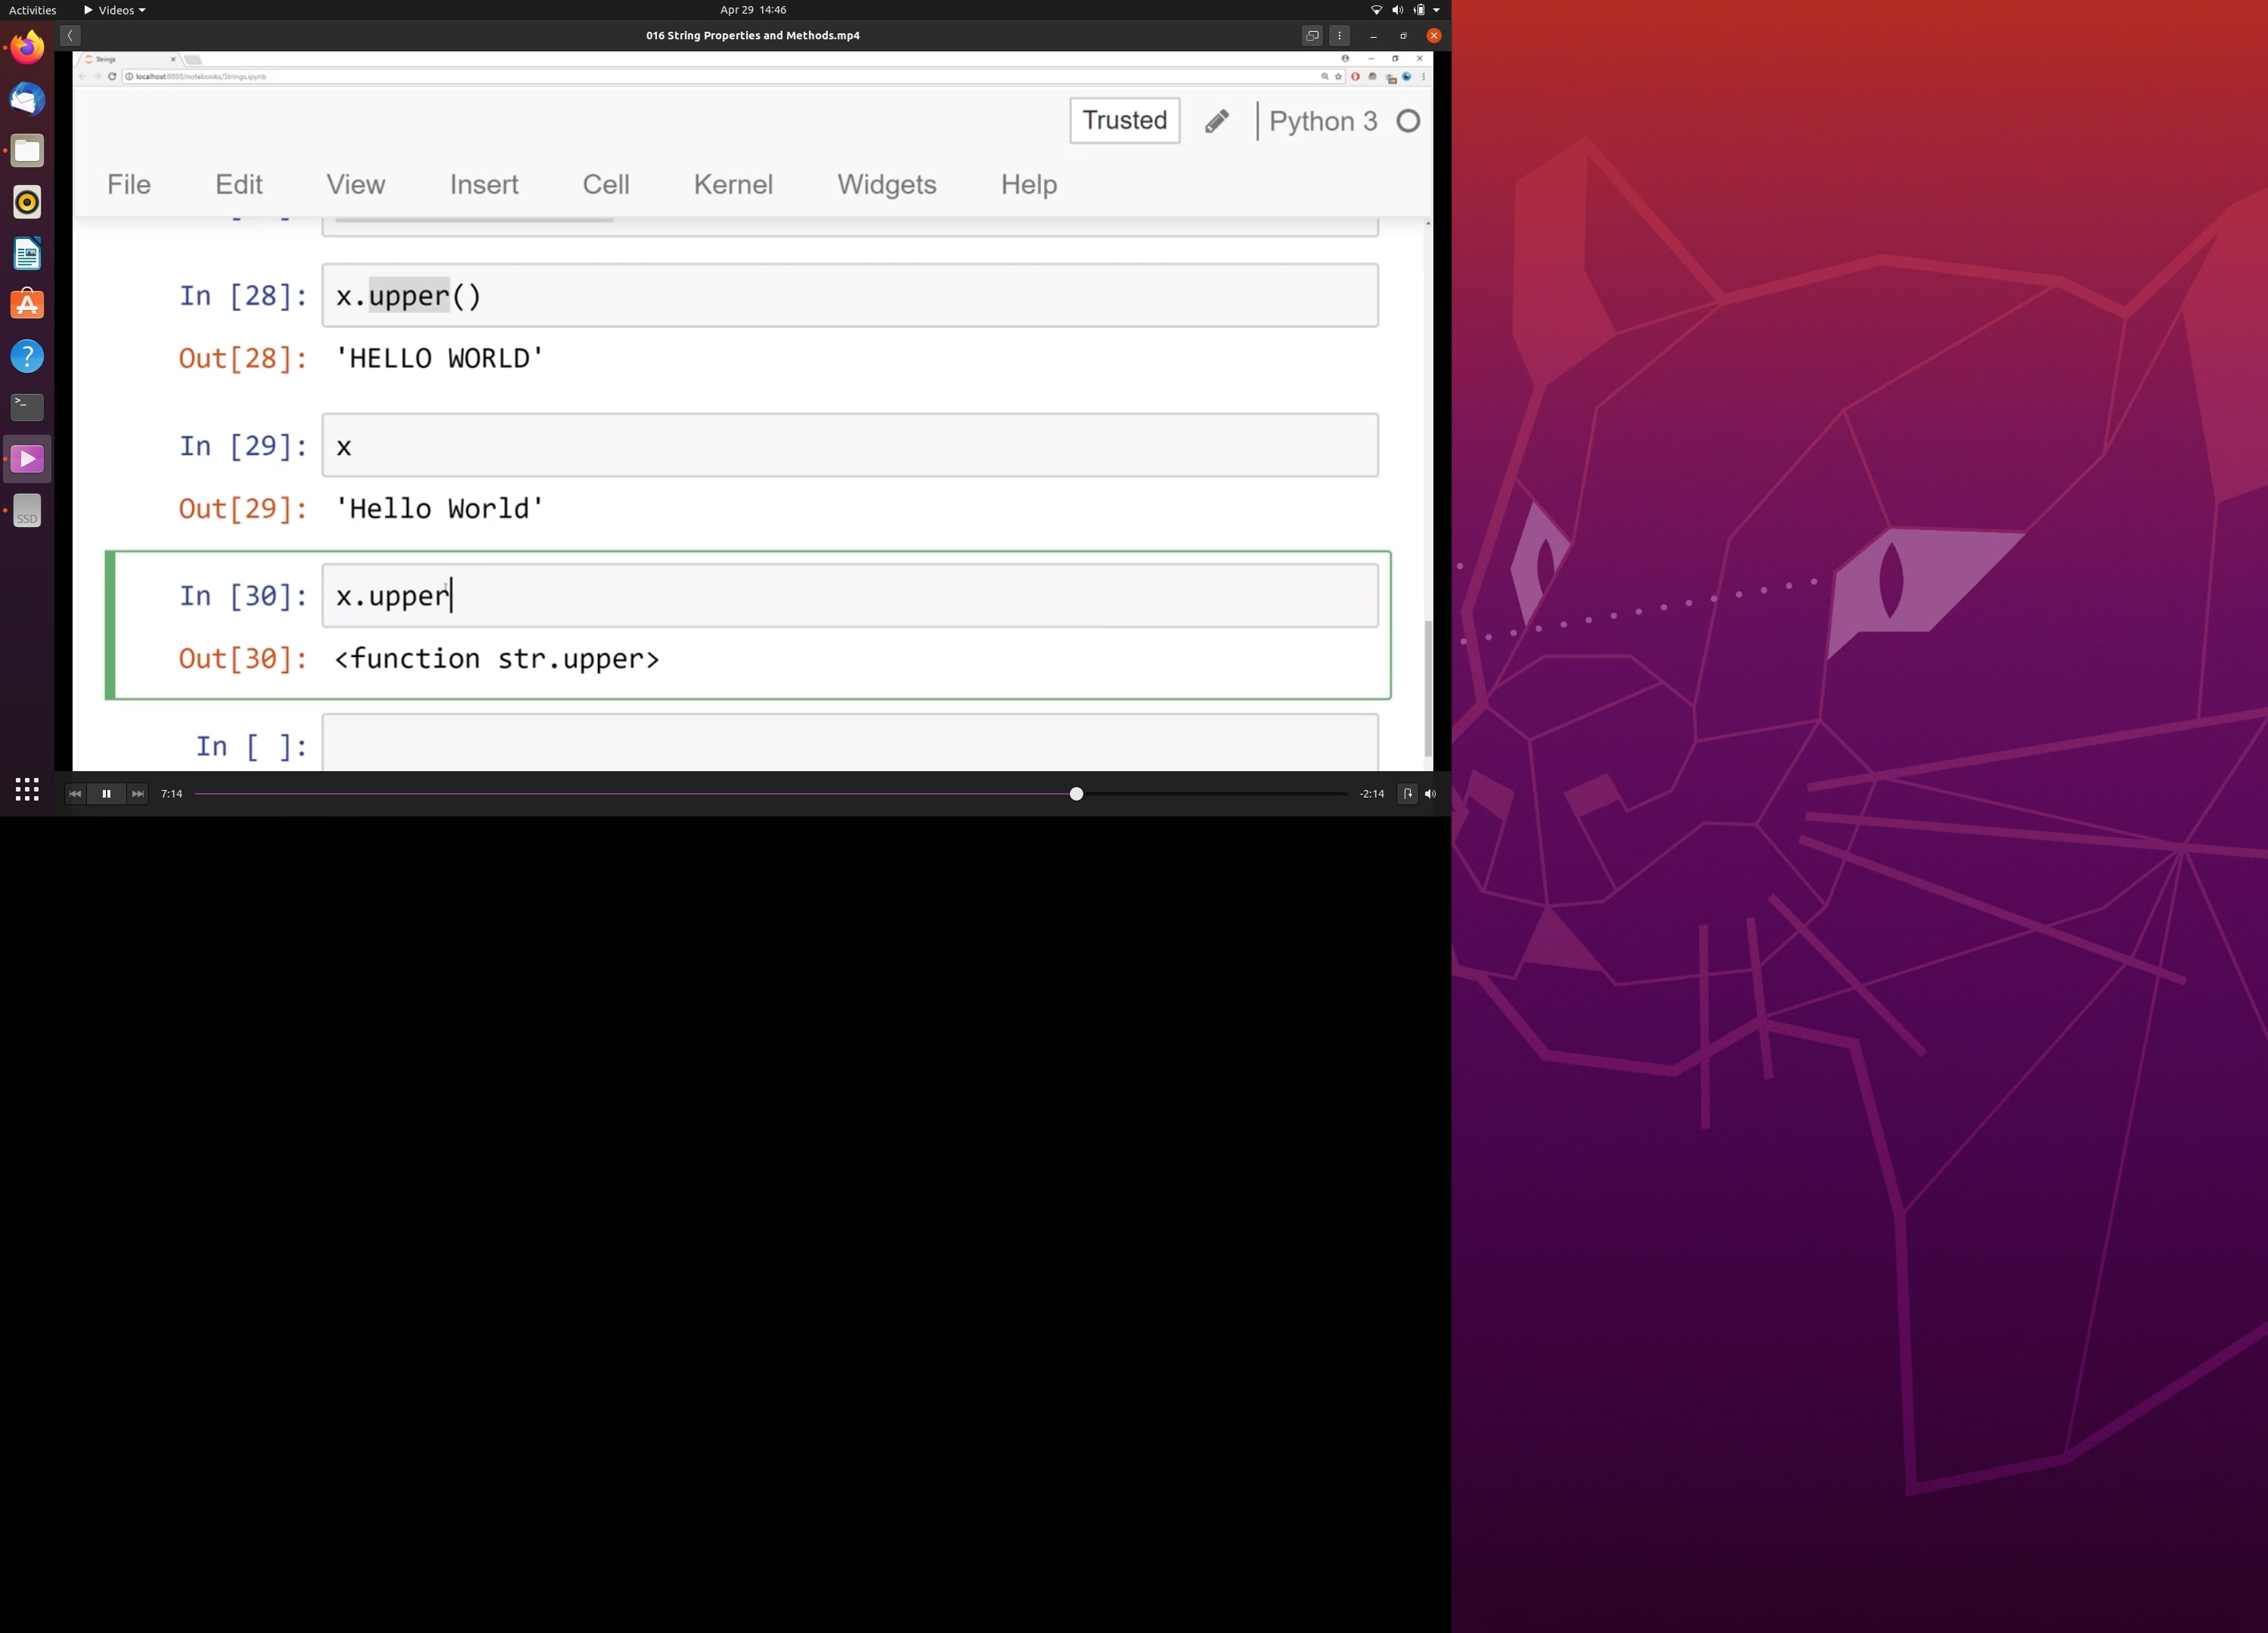 Activities
Videos
Apr 29 14:46
016 String Properties and Methods.mp4
Strings
localhost:8888/notebooks/Strings.ipynb
Trusted
Python 3
File Edit View Insert Cell Kernel Widgets Help
In [28]: x.upper()
Out[28]: 'HELLO WORLD'
In [29]: x
Out[29]: 'Hello World'
In [30]: x.upper
Out[30]: <function str.upper>
In [ ]:
SSD
7:14
-2:14